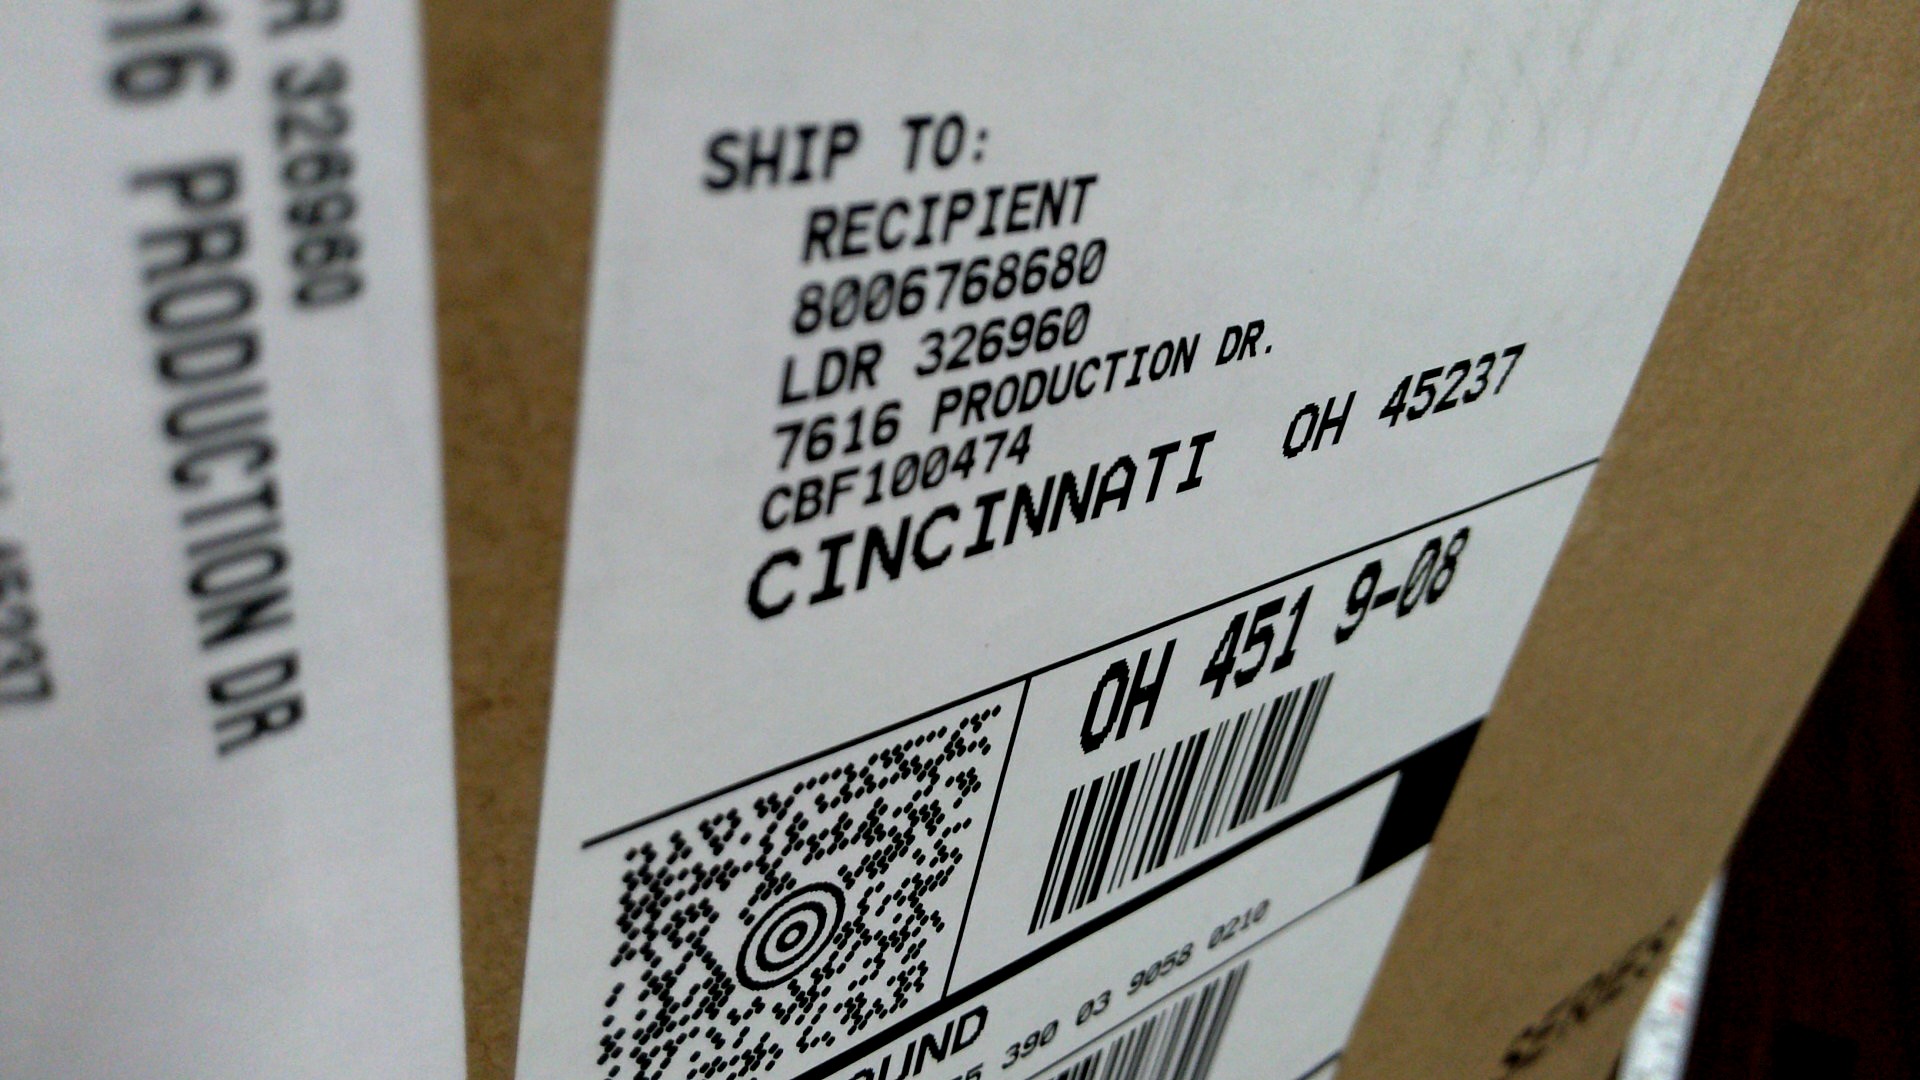 SHIP TO:
RECIPIENT
8006768680
LDR 326960
7616 PRODUCTION DR.
CBF100474
CINCINNATI OH 45237
OH 451 9-08
390 03 9058 0210
326960
16 PRODUCTION DR
45237